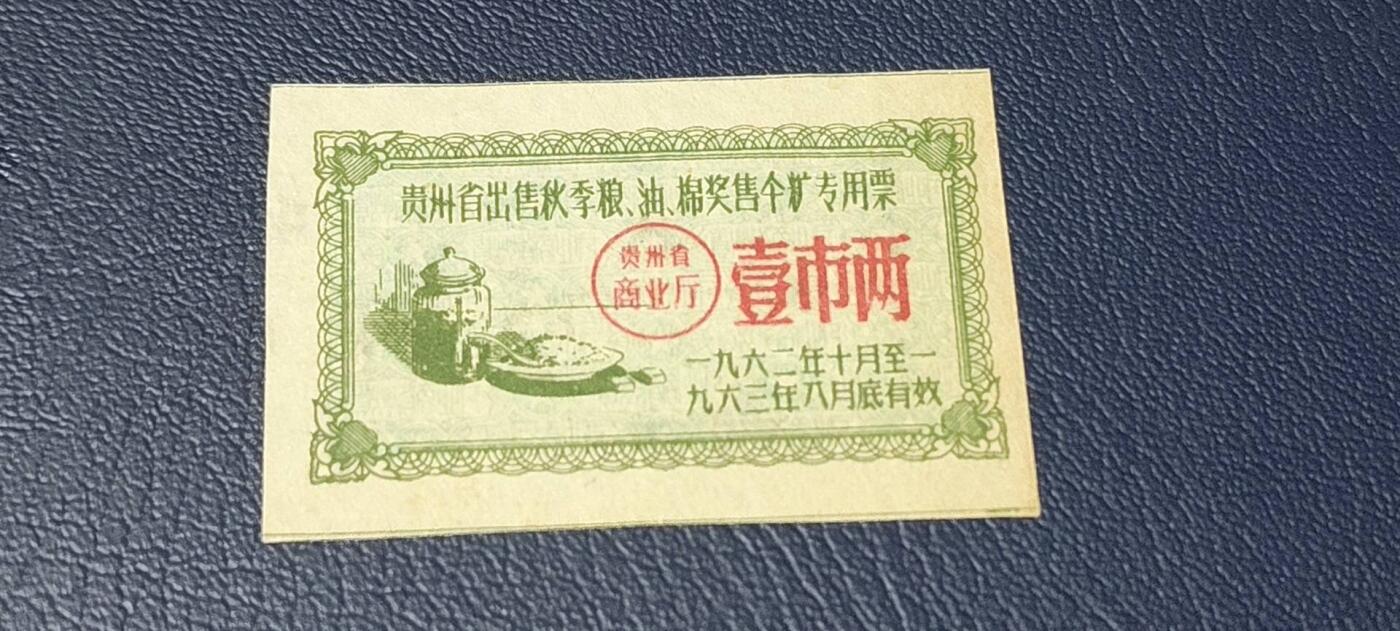 贵州省出售秋季粮、油、棉奖售专用票
贵州省
商业厅
壹市两
一九六二年十月至一
九六三年八月底有效